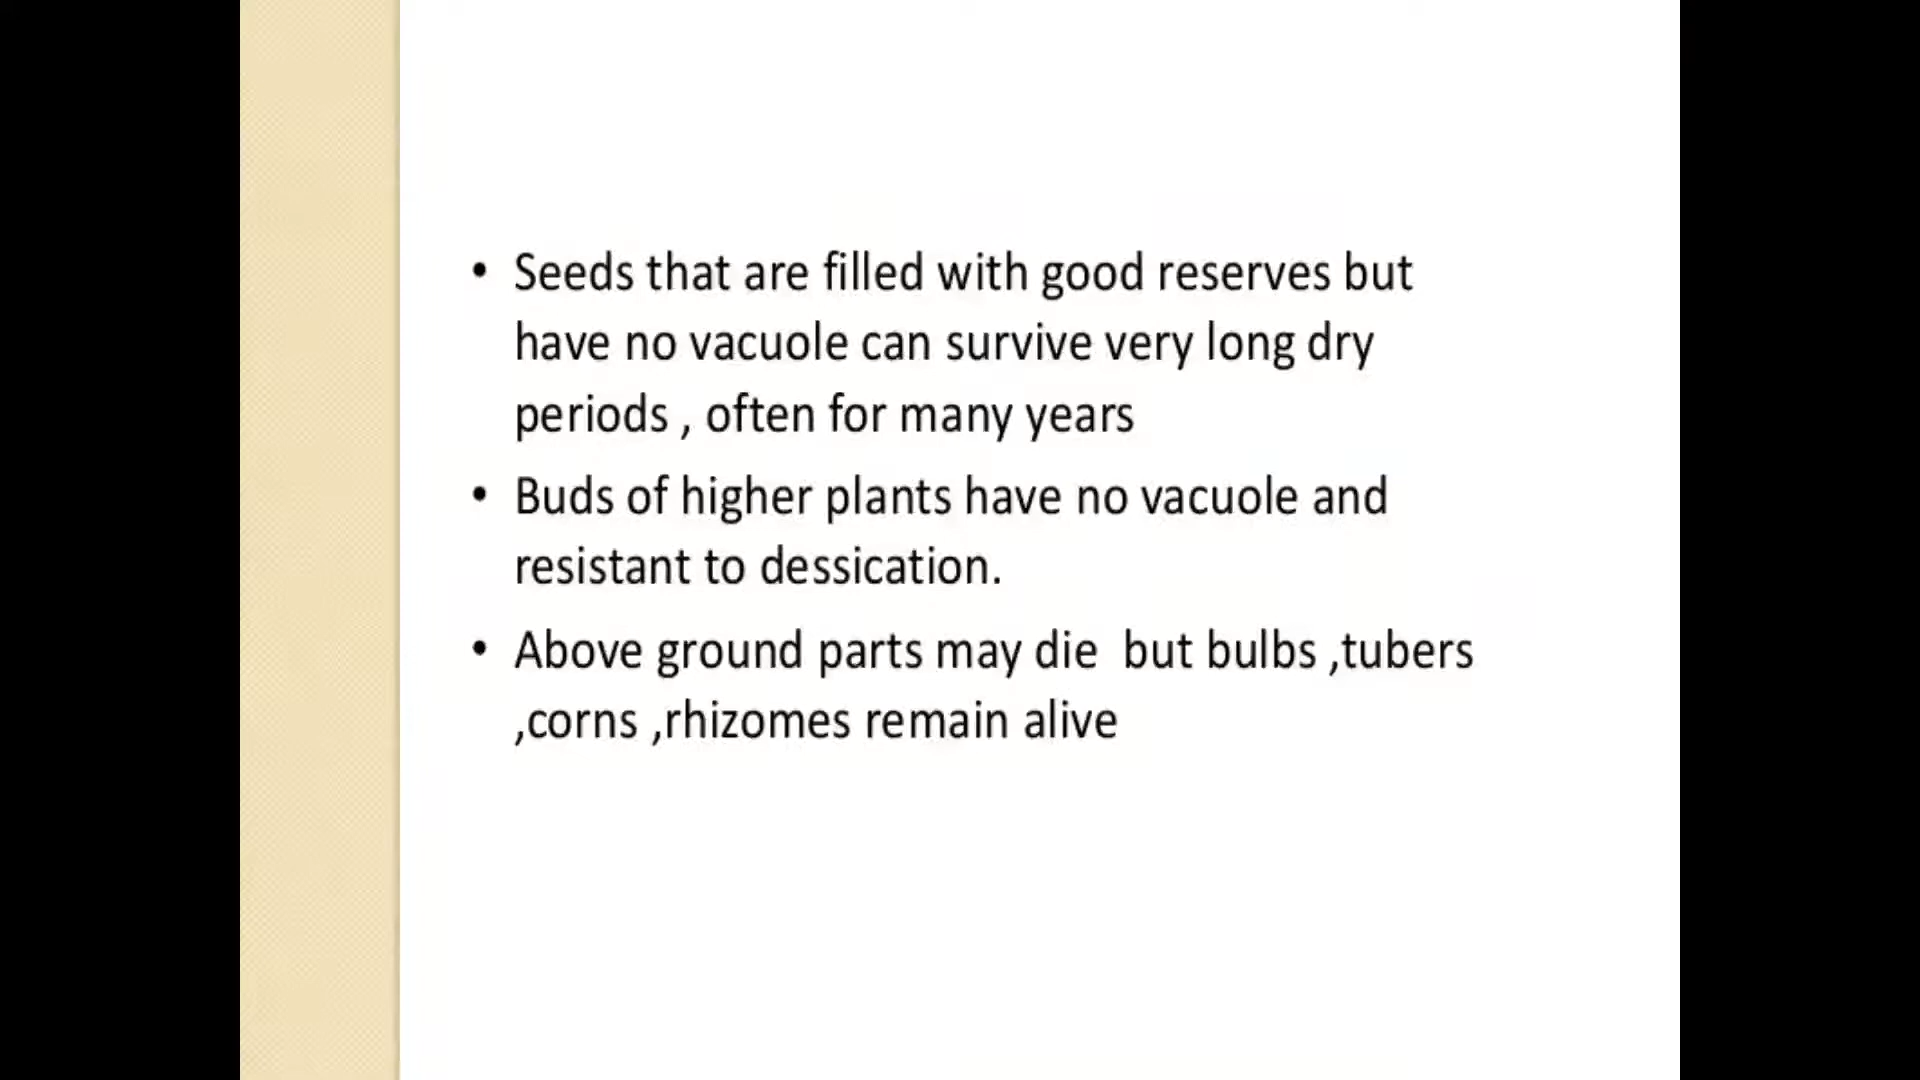 • Seeds that are filled with good reserves but
have no vacuole can survive very long dry
periods , often for many years
• Buds of higher plants have no vacuole and
resistant to dessication.
• Above ground parts may die  but bulbs ,tubers
,corns ,rhizomes remain alive